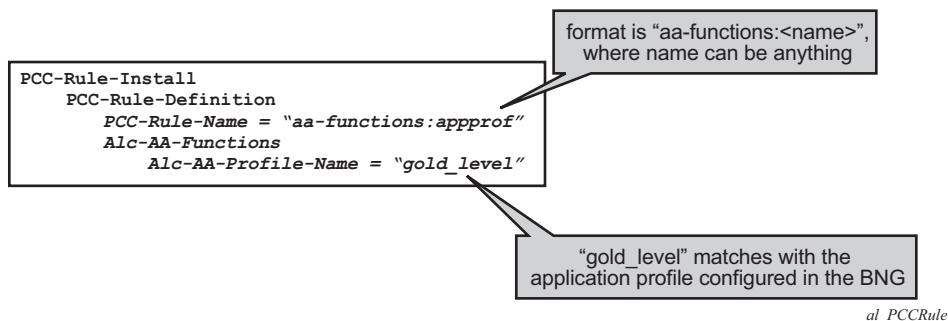 format is “aa-functions:<name>”,
where name can be anything
PCC-Rule-Install
PCC-Rule-Definition
PCC-Rule-Name = “aa-functions:appprof”
Alc-AA-Functions
Alc-AA-Profile-Name = “gold_level”
“gold_level” matches with the
application profile configured in the BNG
al_PCCRule